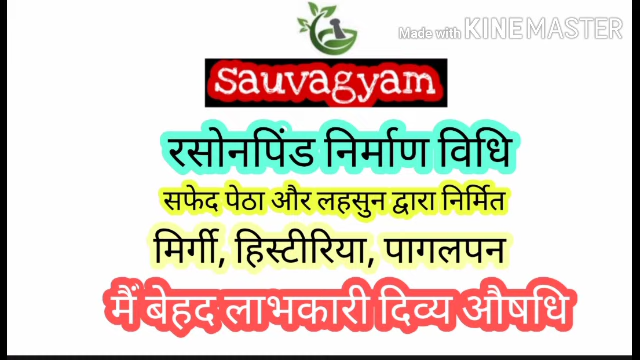 Made with KINEMASTER
sauvagyam
रसोनपिंड निर्माण विधि
सफेद पेठा और लहसुन द्वारा निर्मित
मिर्गी, हिस्टीरिया, पागलपन
मैं बेहद लाभकारी दिव्य औषधि